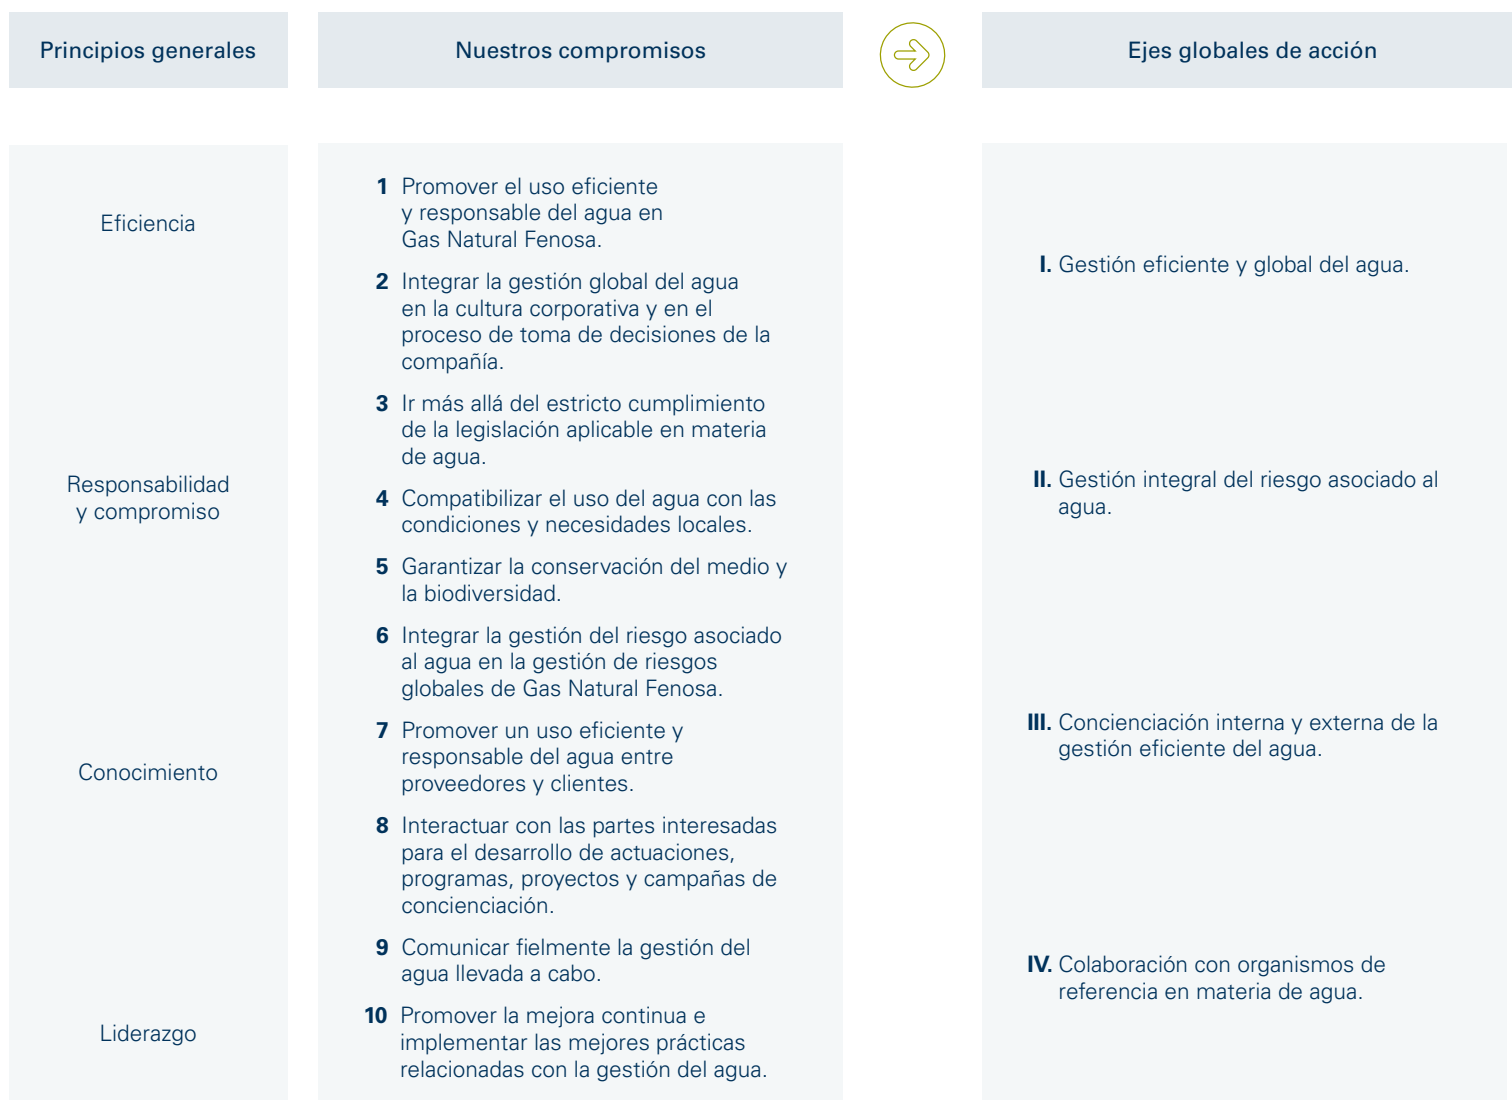 Principios generales
Nuestros compromisos
Ejes globales de acción
Eficiencia
Responsabilidad
y compromiso
Conocimiento
Liderazgo
1 Promover el uso eficiente
y responsable del agua en
Gas Natural Fenosa.
2 Integrar la gestión global del agua
en la cultura corporativa y en el
proceso de toma de decisiones de la
compañía.
3 Ir más allá del estricto cumplimiento
de la legislación aplicable en materia
de agua.
4 Compatibilizar el uso del agua con las
condiciones y necesidades locales.
5 Garantizar la conservación del medio y
la biodiversidad.
6 Integrar la gestión del riesgo asociado
al agua en la gestión de riesgos
globales de Gas Natural Fenosa.
7 Promover un uso eficiente y
responsable del agua entre
proveedores y clientes.
8 Interactuar con las partes interesadas
para el desarrollo de actuaciones,
programas, proyectos y campañas de
concienciación.
9 Comunicar fielmente la gestión del
agua llevada a cabo.
10 Promover la mejora continua e
implementar las mejores prácticas
relacionadas con la gestión del agua.
I. Gestión eficiente y global del agua.
II. Gestión integral del riesgo asociado al
agua.
III. Concienciación interna y externa de la
gestión eficiente del agua.
IV. Colaboración con organismos de
referencia en materia de agua.